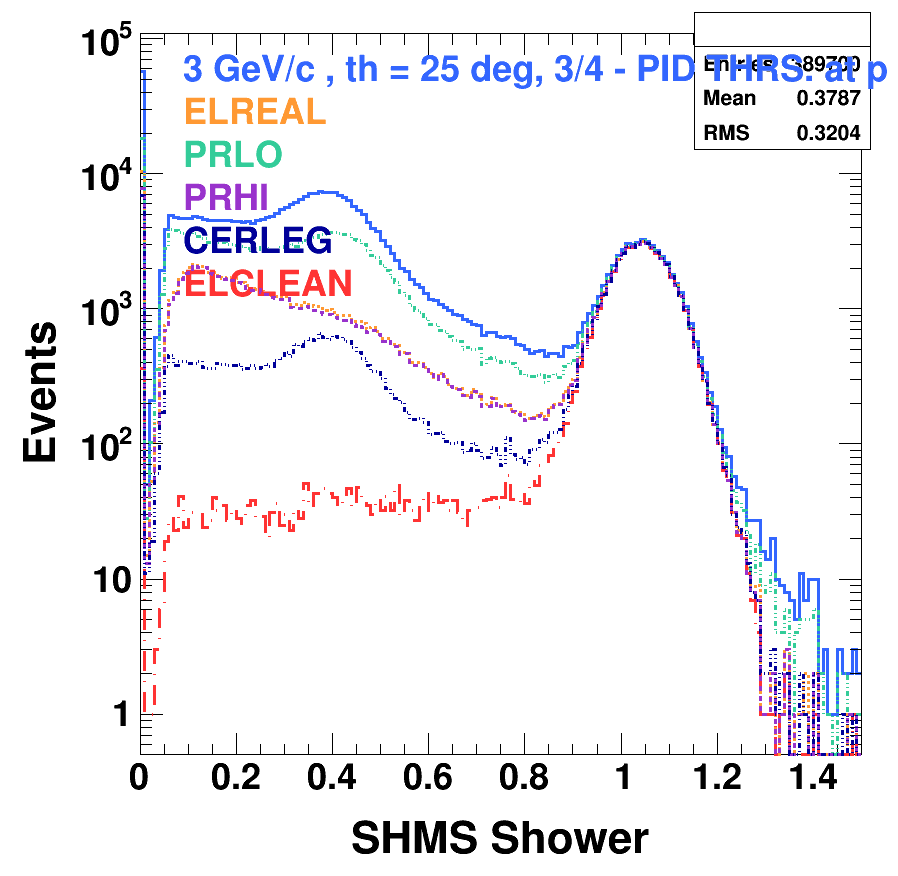 10^5
3 GeV/c , th = 25 deg, 3/4 - PID THRS. at p
Entries
Mean 0.3787
RMS 0.3204
ELREAL
PRLO
10^4
PRHI
CERLEG
ELCLEAN
10^3
Events
10^2
10
1
0 0.2 0.4 0.6 0.8 1 1.2 1.4
SHMS Shower